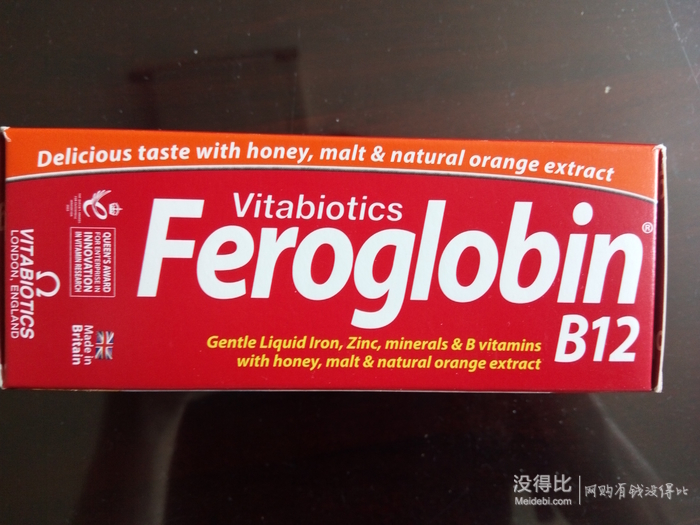 Delicious taste with honey, malt & natural orange extract
Vitabiotics
Feroglobin®
B12
Gentle Liquid Iron, Zinc, minerals & B vitamins
with honey, malt & natural orange extract
QUEEN'S AWARD
FOR ENTERPRISE IN
INNOVATION
IN VITAMIN RESEARCH
VITABIOTICS
LONDON, ENGLAND
Made in
Britain
没得比
Meidebi.com
网购有钱没得比